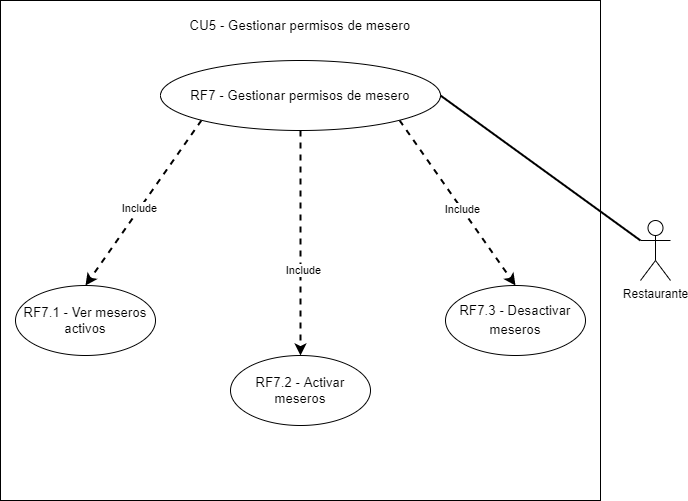 CU5 - Gestionar permisos de mesero
RF7 - Gestionar permisos de mesero
Include
Include
Include
Restaurante
RF7.1 - Ver meseros
activos
RF7.3 - Desactivar
meseros
RF7.2 - Activar
meseros